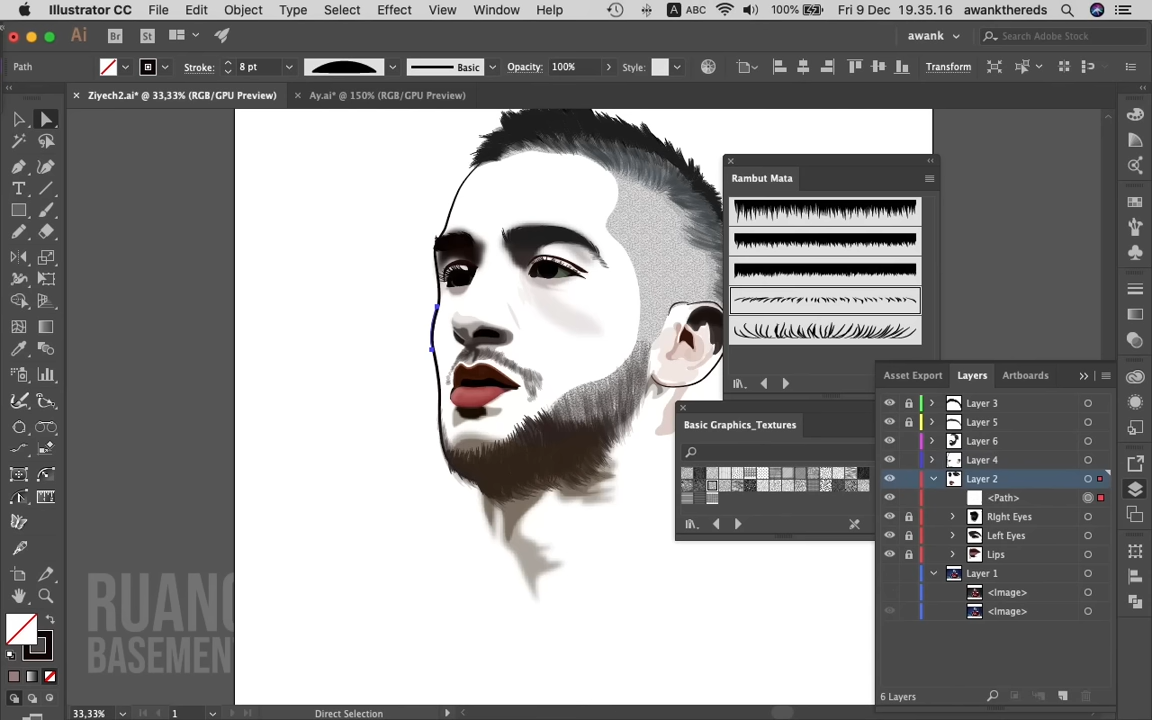 Illustrator CC File Edit Object Type Select Effect View Window Help A ABC 100% Fri 9 Dec 19.35.16 awankthereds
Ai Br St awank Search Adobe Stock
Path Stroke: 8 pt Basic Opacity: 100% Style: Transform
× Ziyech2.ai* @ 33,33% (RGB/GPU Preview) × Ay.ai* @ 150% (RGB/GPU Preview)
Rambut Mata
Asset Export Layers Artboards
Layer 3
Layer 5
Basic Graphics_Textures
Layer 6
Layer 4
Layer 2
<Path>
Right Eyes
Left Eyes
Lips
Layer 1
<Image>
<Image>
RUANG
BASEMEN
6 Layers
33,33% 1 Direct Selection